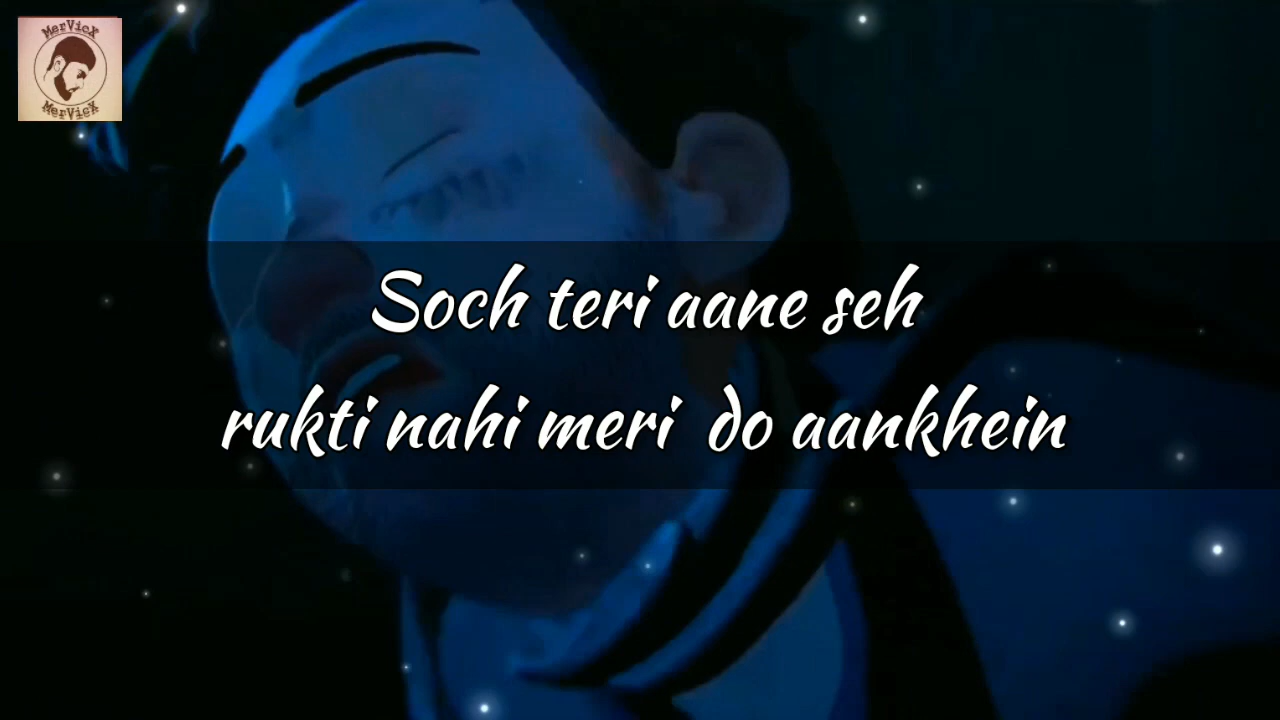 MerVicX
MerVicX
Soch teri aane seh
rukti nahi meri do aankhein